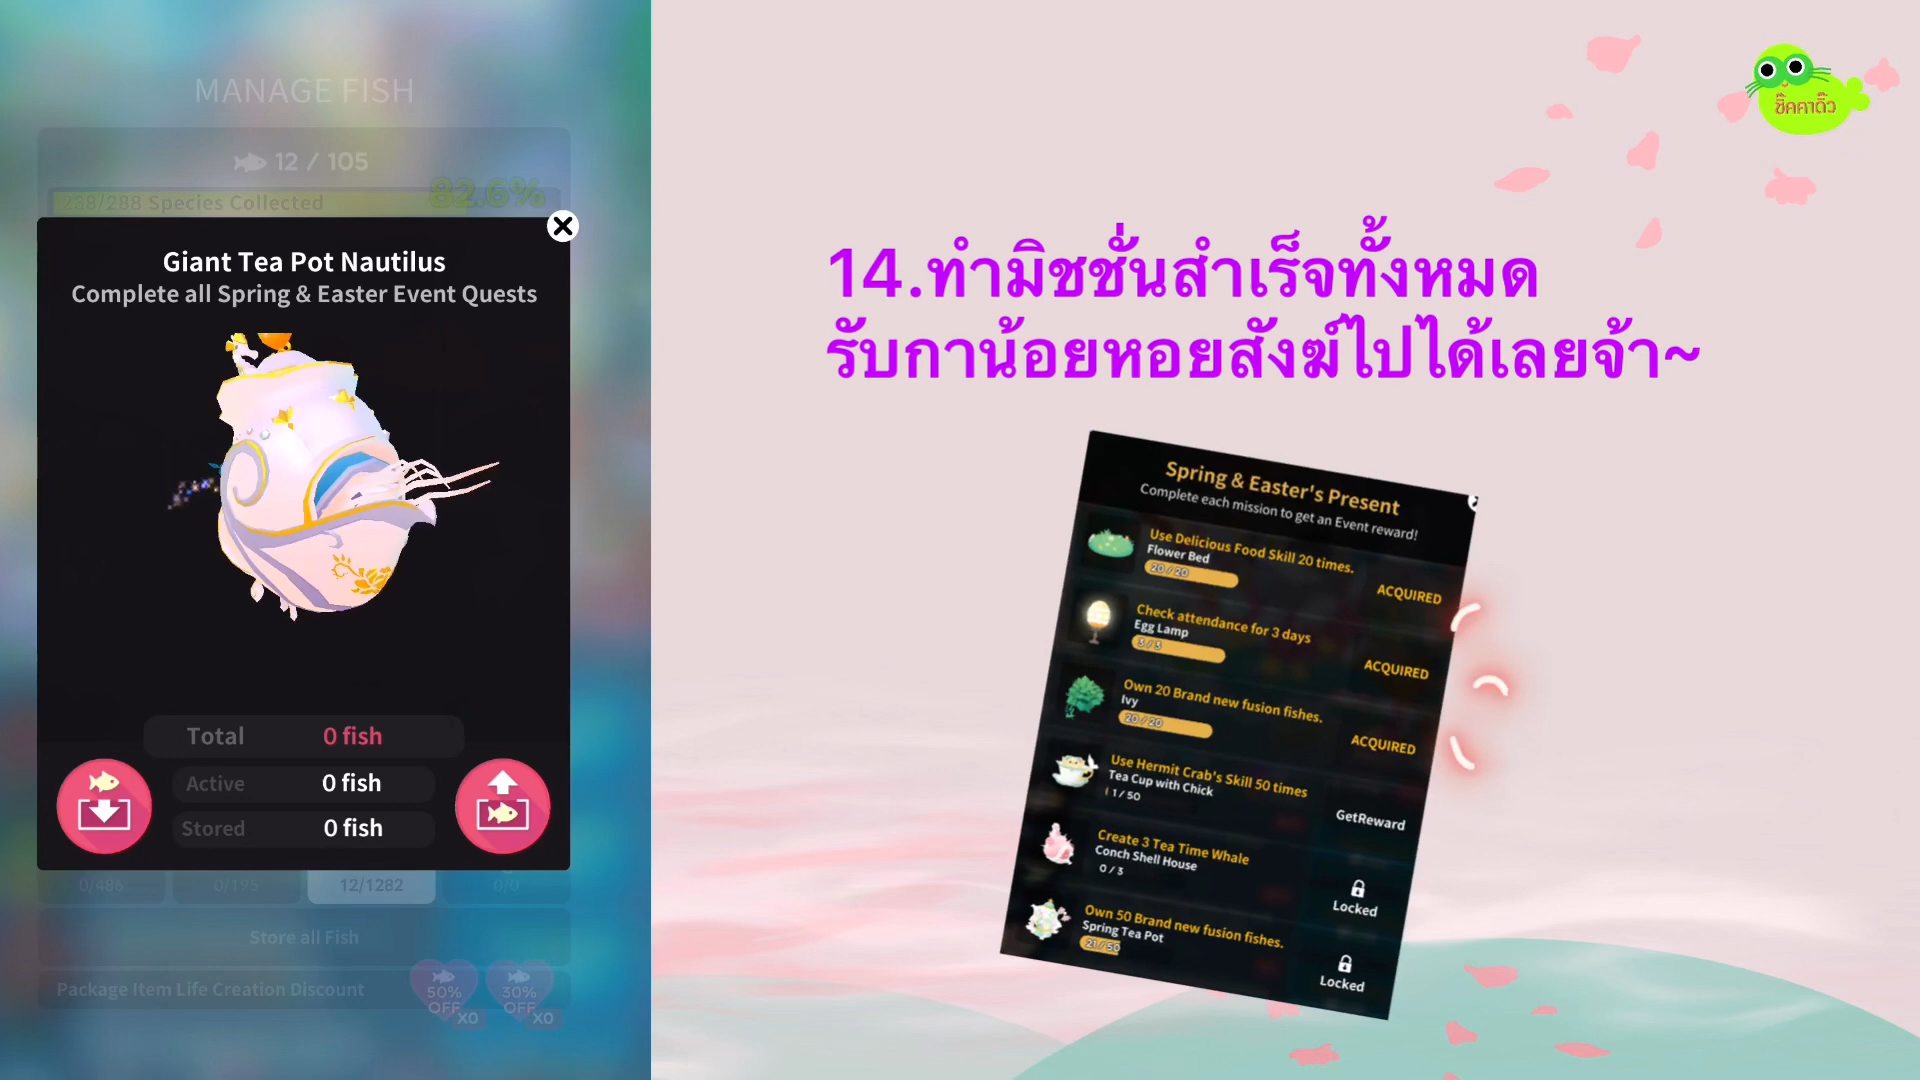 MANAGE FISH
12 / 105
238/288 Species Collected
82.6%
Giant Tea Pot Nautilus
Complete all Spring & Easter Event Quests
Total 0 fish
Active 0 fish
Stored 0 fish
0/486 0/195 12/1282 0/0
Store all Fish
Package Item Life Creation Discount
50% OFF X0
30% OFF X0
ชิ๊คคาดิ๊ว
14.ทำมิชชั่นสำเร็จทั้งหมด
รับกาน้อยหอยสังฆ์ไปได้เลยจ้า~
Spring & Easter's Present
Complete each mission to get an Event reward!
Use Delicious Food Skill 20 times.
Flower Bed
20 / 20
ACQUIRED
Check attendance for 3 days
Egg Lamp
3 / 3
ACQUIRED
Own 20 Brand new fusion fishes.
Ivy
20 / 20
ACQUIRED
Use Hermit Crab's Skill 50 times
Tea Cup with Chick
1 / 50
GetReward
Create 3 Tea Time Whale
Conch Shell House
0 / 3
Locked
Own 50 Brand new fusion fishes.
Spring Tea Pot
21 / 50
Locked